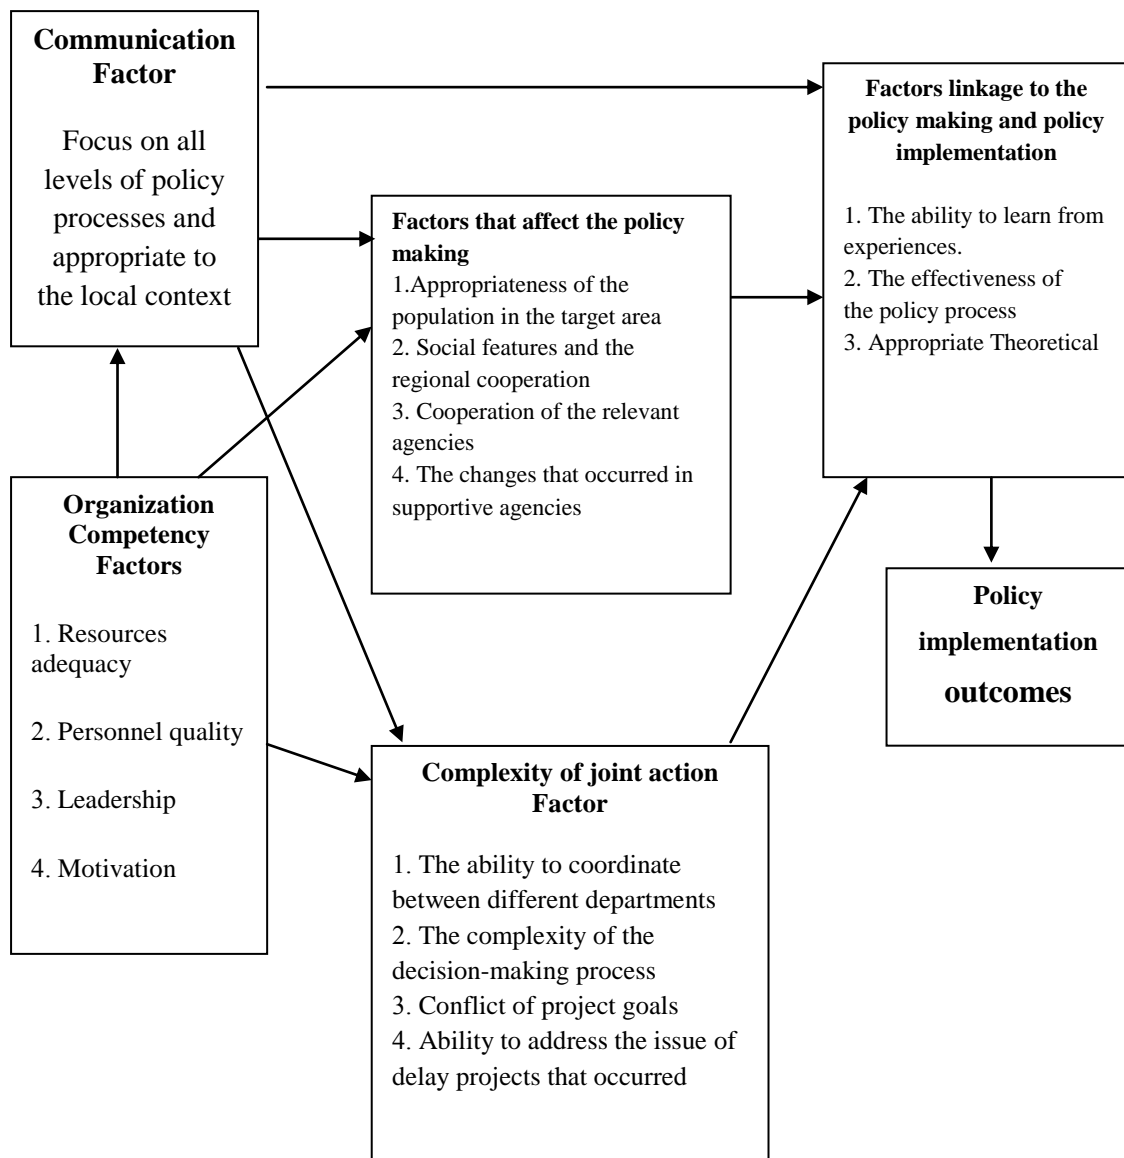 Communication
Factor
Focus on all
levels of policy
processes and
appropriate to
the local context
Factors linkage to the
policy making and policy
implementation
1. The ability to learn from
experiences.
2. The effectiveness of
the policy process
3. Appropriate Theoretical
Factors that affect the policy
making
1.Appropriateness of the
population in the target area
2. Social features and the
regional cooperation
3. Cooperation of the relevant
agencies
4. The changes that occurred in
supportive agencies
Organization
Competency
Factors
1. Resources
adequacy
2. Personnel quality
3. Leadership
4. Motivation
Policy
implementation
outcomes
Complexity of joint action
Factor
1. The ability to coordinate
between different departments
2. The complexity of the
decision-making process
3. Conflict of project goals
4. Ability to address the issue of
delay projects that occurred